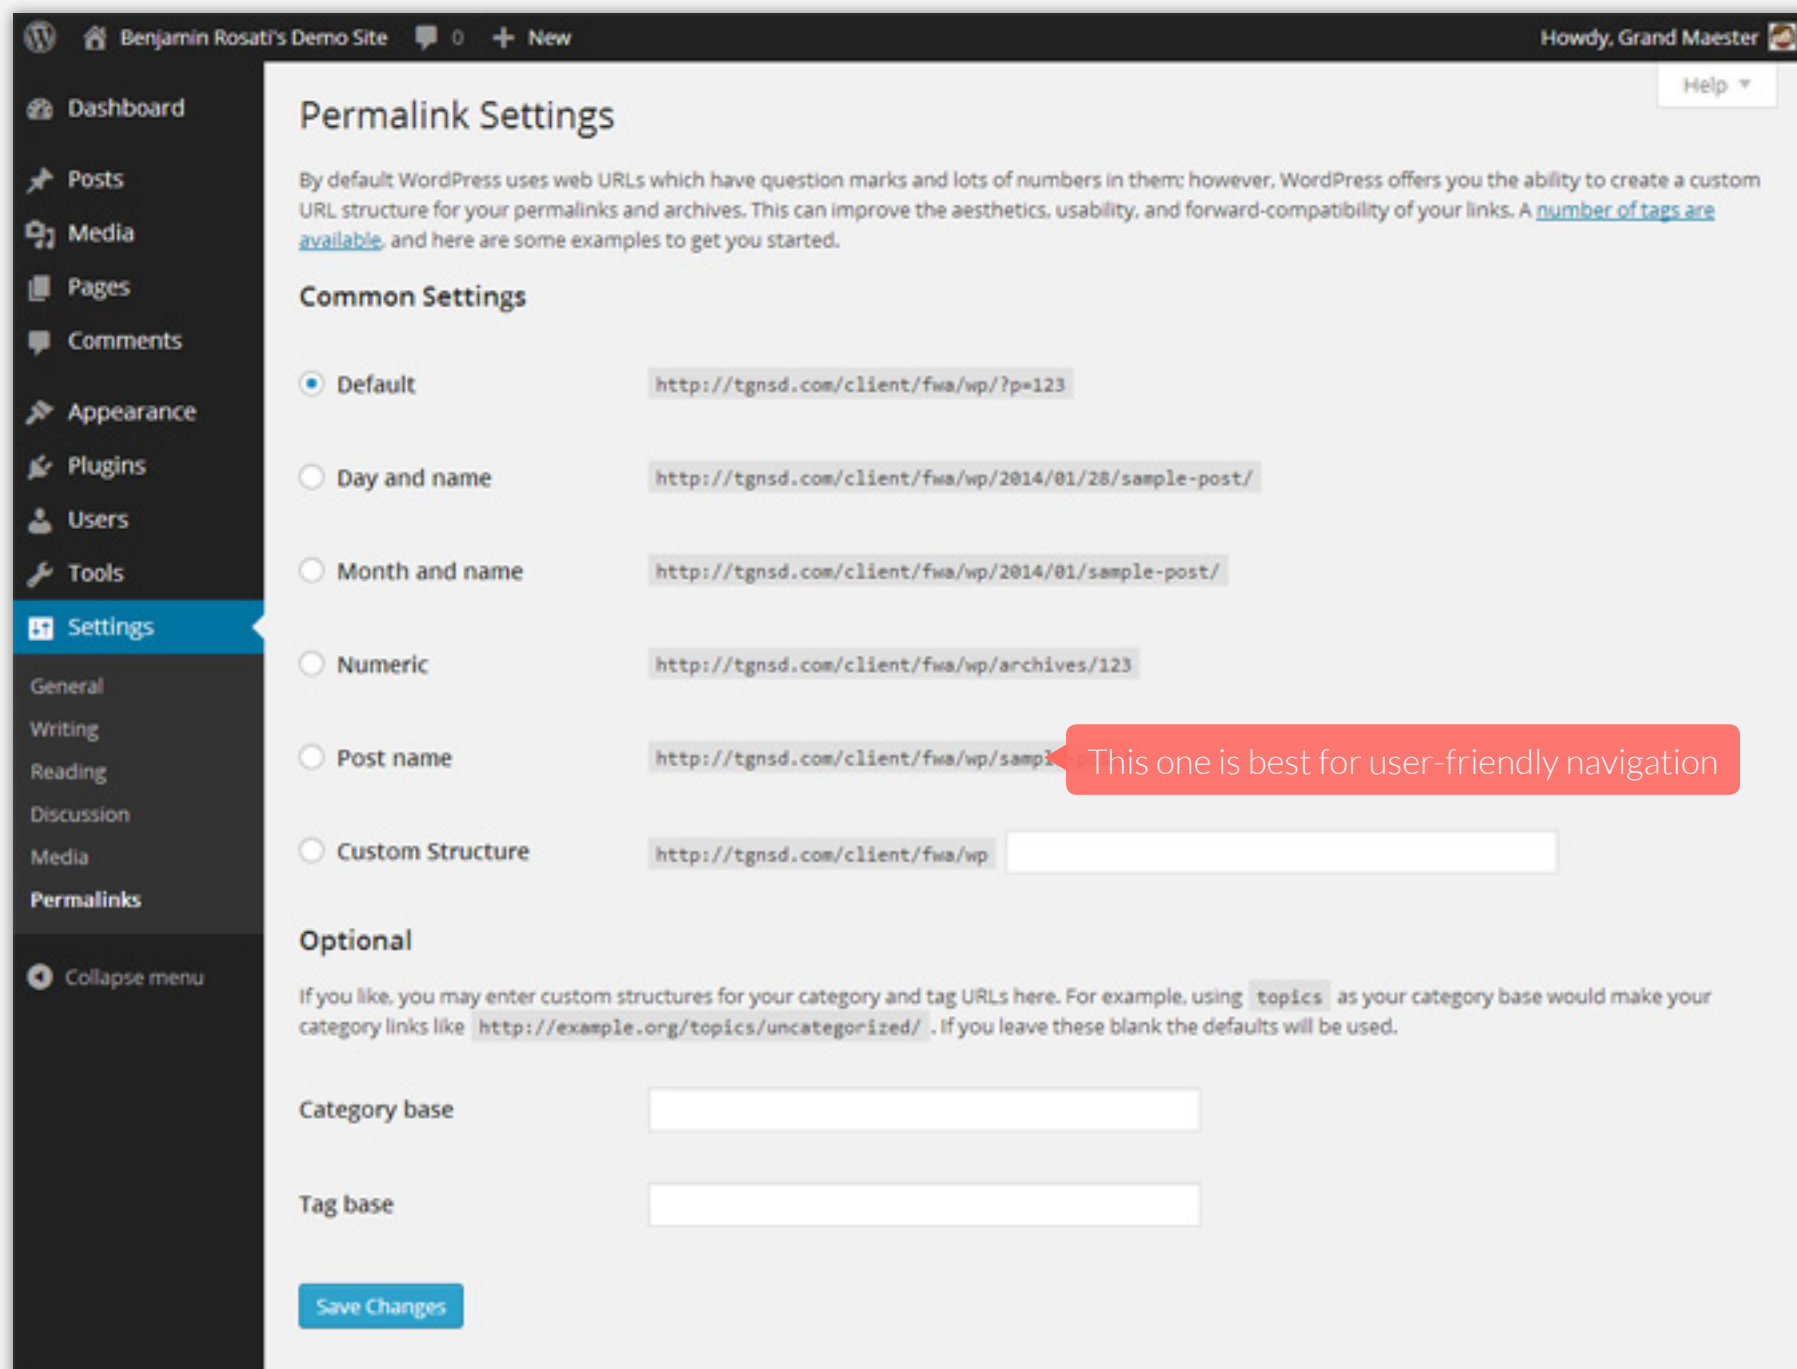 Benjamin Rosati's Demo Site 0 + New Howdy, Grand Maester
Help
Dashboard
Posts
Media
Pages
Comments
Appearance
Plugins
Users
Tools
Settings
General
Writing
Reading
Discussion
Media
Permalinks
Collapse menu
Permalink Settings
By default WordPress uses web URLs which have question marks and lots of numbers in them; however, WordPress offers you the ability to create a custom
URL structure for your permalinks and archives. This can improve the aesthetics, usability, and forward-compatibility of your links. A number of tags are
available, and here are some examples to get you started.
Common Settings
Default http://tgnsd.com/client/fwa/wp/?p=123
Day and name http://tgnsd.com/client/fwa/wp/2014/01/28/sample-post/
Month and name http://tgnsd.com/client/fwa/wp/2014/01/sample-post/
Numeric http://tgnsd.com/client/fwa/wp/archives/123
Post name http://tgnsd.com/client/fwa/wp/sampl This one is best for user-friendly navigation
Custom Structure http://tgnsd.com/client/fwa/wp
Optional
If you like, you may enter custom structures for your category and tag URLs here. For example, using topics as your category base would make your
category links like http://example.org/topics/uncategorized/ . If you leave these blank the defaults will be used.
Category base
Tag base
Save Changes